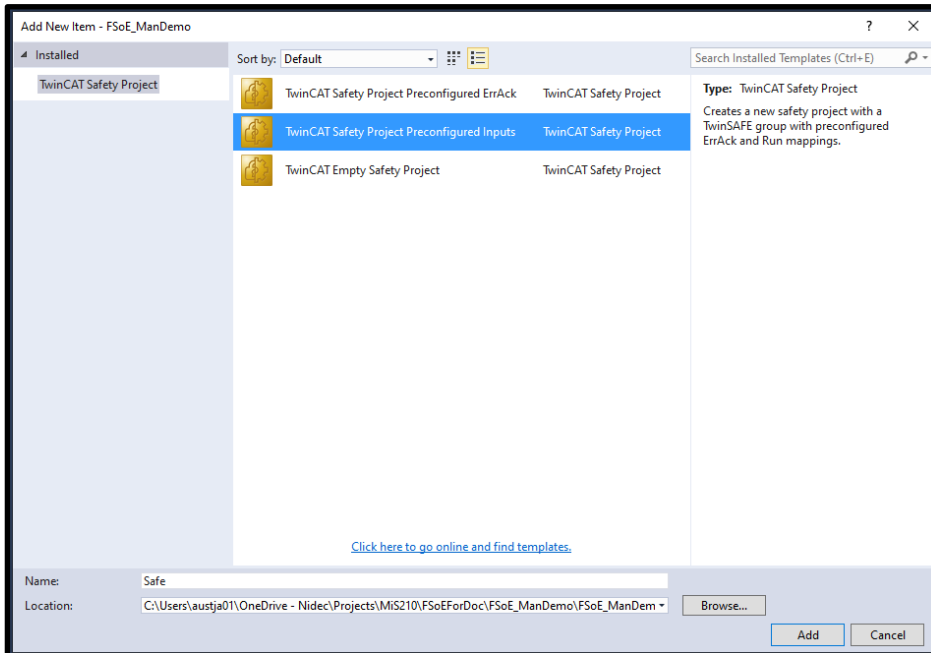 Add New Item - FSoE_ManDemo
?
Installed
TwinCAT Safety Project
Sort by: Default
Search Installed Templates (Ctrl+E)
TwinCAT Safety Project Preconfigured ErrAck TwinCAT Safety Project
TwinCAT Safety Project Preconfigured Inputs TwinCAT Safety Project
TwinCAT Empty Safety Project TwinCAT Safety Project
Type: TwinCAT Safety Project
Creates a new safety project with a
TwinSAFE group with preconfigured
ErrAck and Run mappings.
Click here to go online and find templates.
Name: Safe
Location: C:\Users\austja01\OneDrive - Nidec\Projects\MiS210\FSoEForDoc\FSoE_ManDemo\FSoE_ManDem
Browse...
Add Cancel